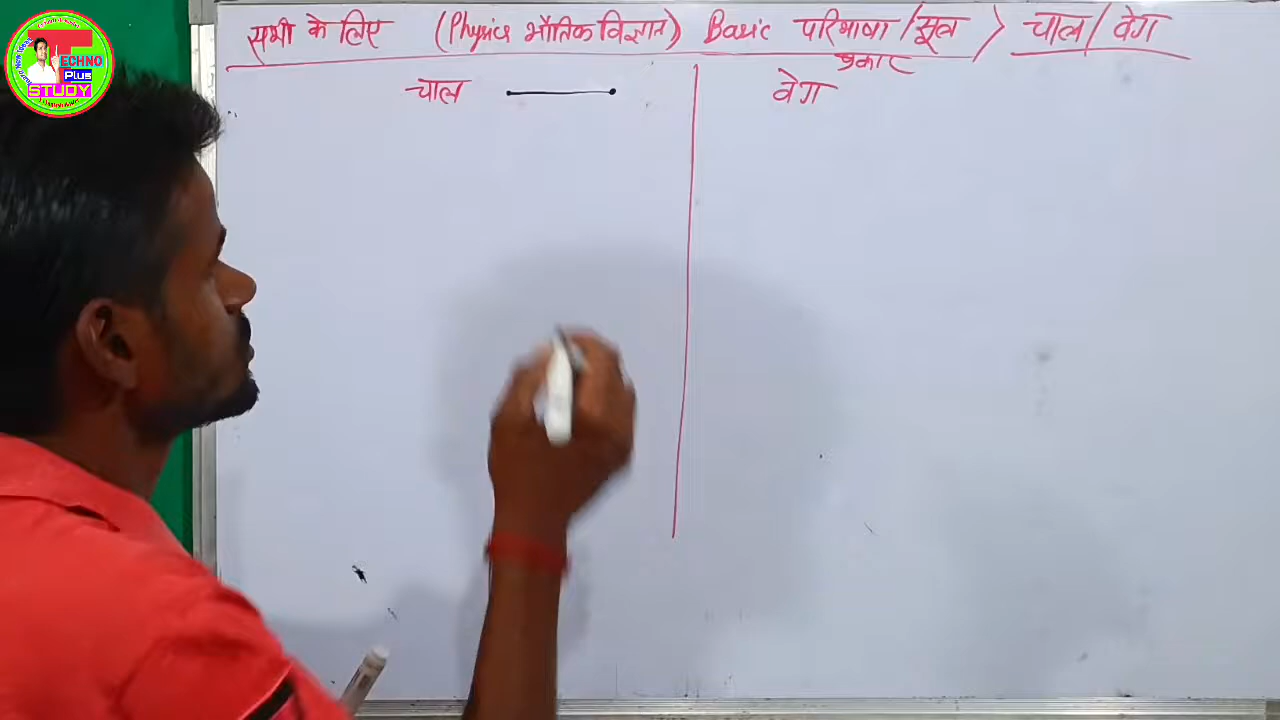 सभी के लिए (Physics भौतिक विज्ञान) Basic परिभाषा/सूत्र > चाल/वेग
प्रकार
चाल वेग
TECHNO
Plus
STUDY